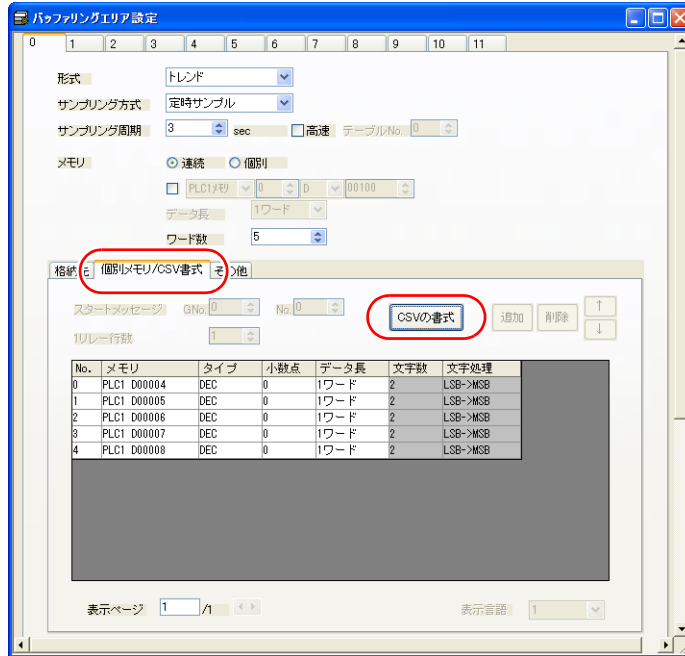 バッファリングエリア設定
0 1 2 3 4 5 6 7 8 9 10 11
形式 トレンド
サンプリング方式 定時サンプル
サンプリング周期 3 sec 高速 テーブルNo. 0
メモリ 連続 個別
PLC1メモリ 0 D 00100
データ長 1ワード
ワード数 5
格納先 個別メモリ/CSV書式 その他
スタートメッセージ GNo. 0 No. 0 CSVの書式 追加 削除 ↑
1リレー行数 1 ↓
No. メモリ タイプ 小数点 データ長 文字数 文字処理
0 PLC1 D00004 DEC 0 1ワード 2 LSB->MSB
1 PLC1 D00005 DEC 0 1ワード 2 LSB->MSB
2 PLC1 D00006 DEC 0 1ワード 2 LSB->MSB
3 PLC1 D00007 DEC 0 1ワード 2 LSB->MSB
4 PLC1 D00008 DEC 0 1ワード 2 LSB->MSB
表示ページ 1 /1 表示言語 1